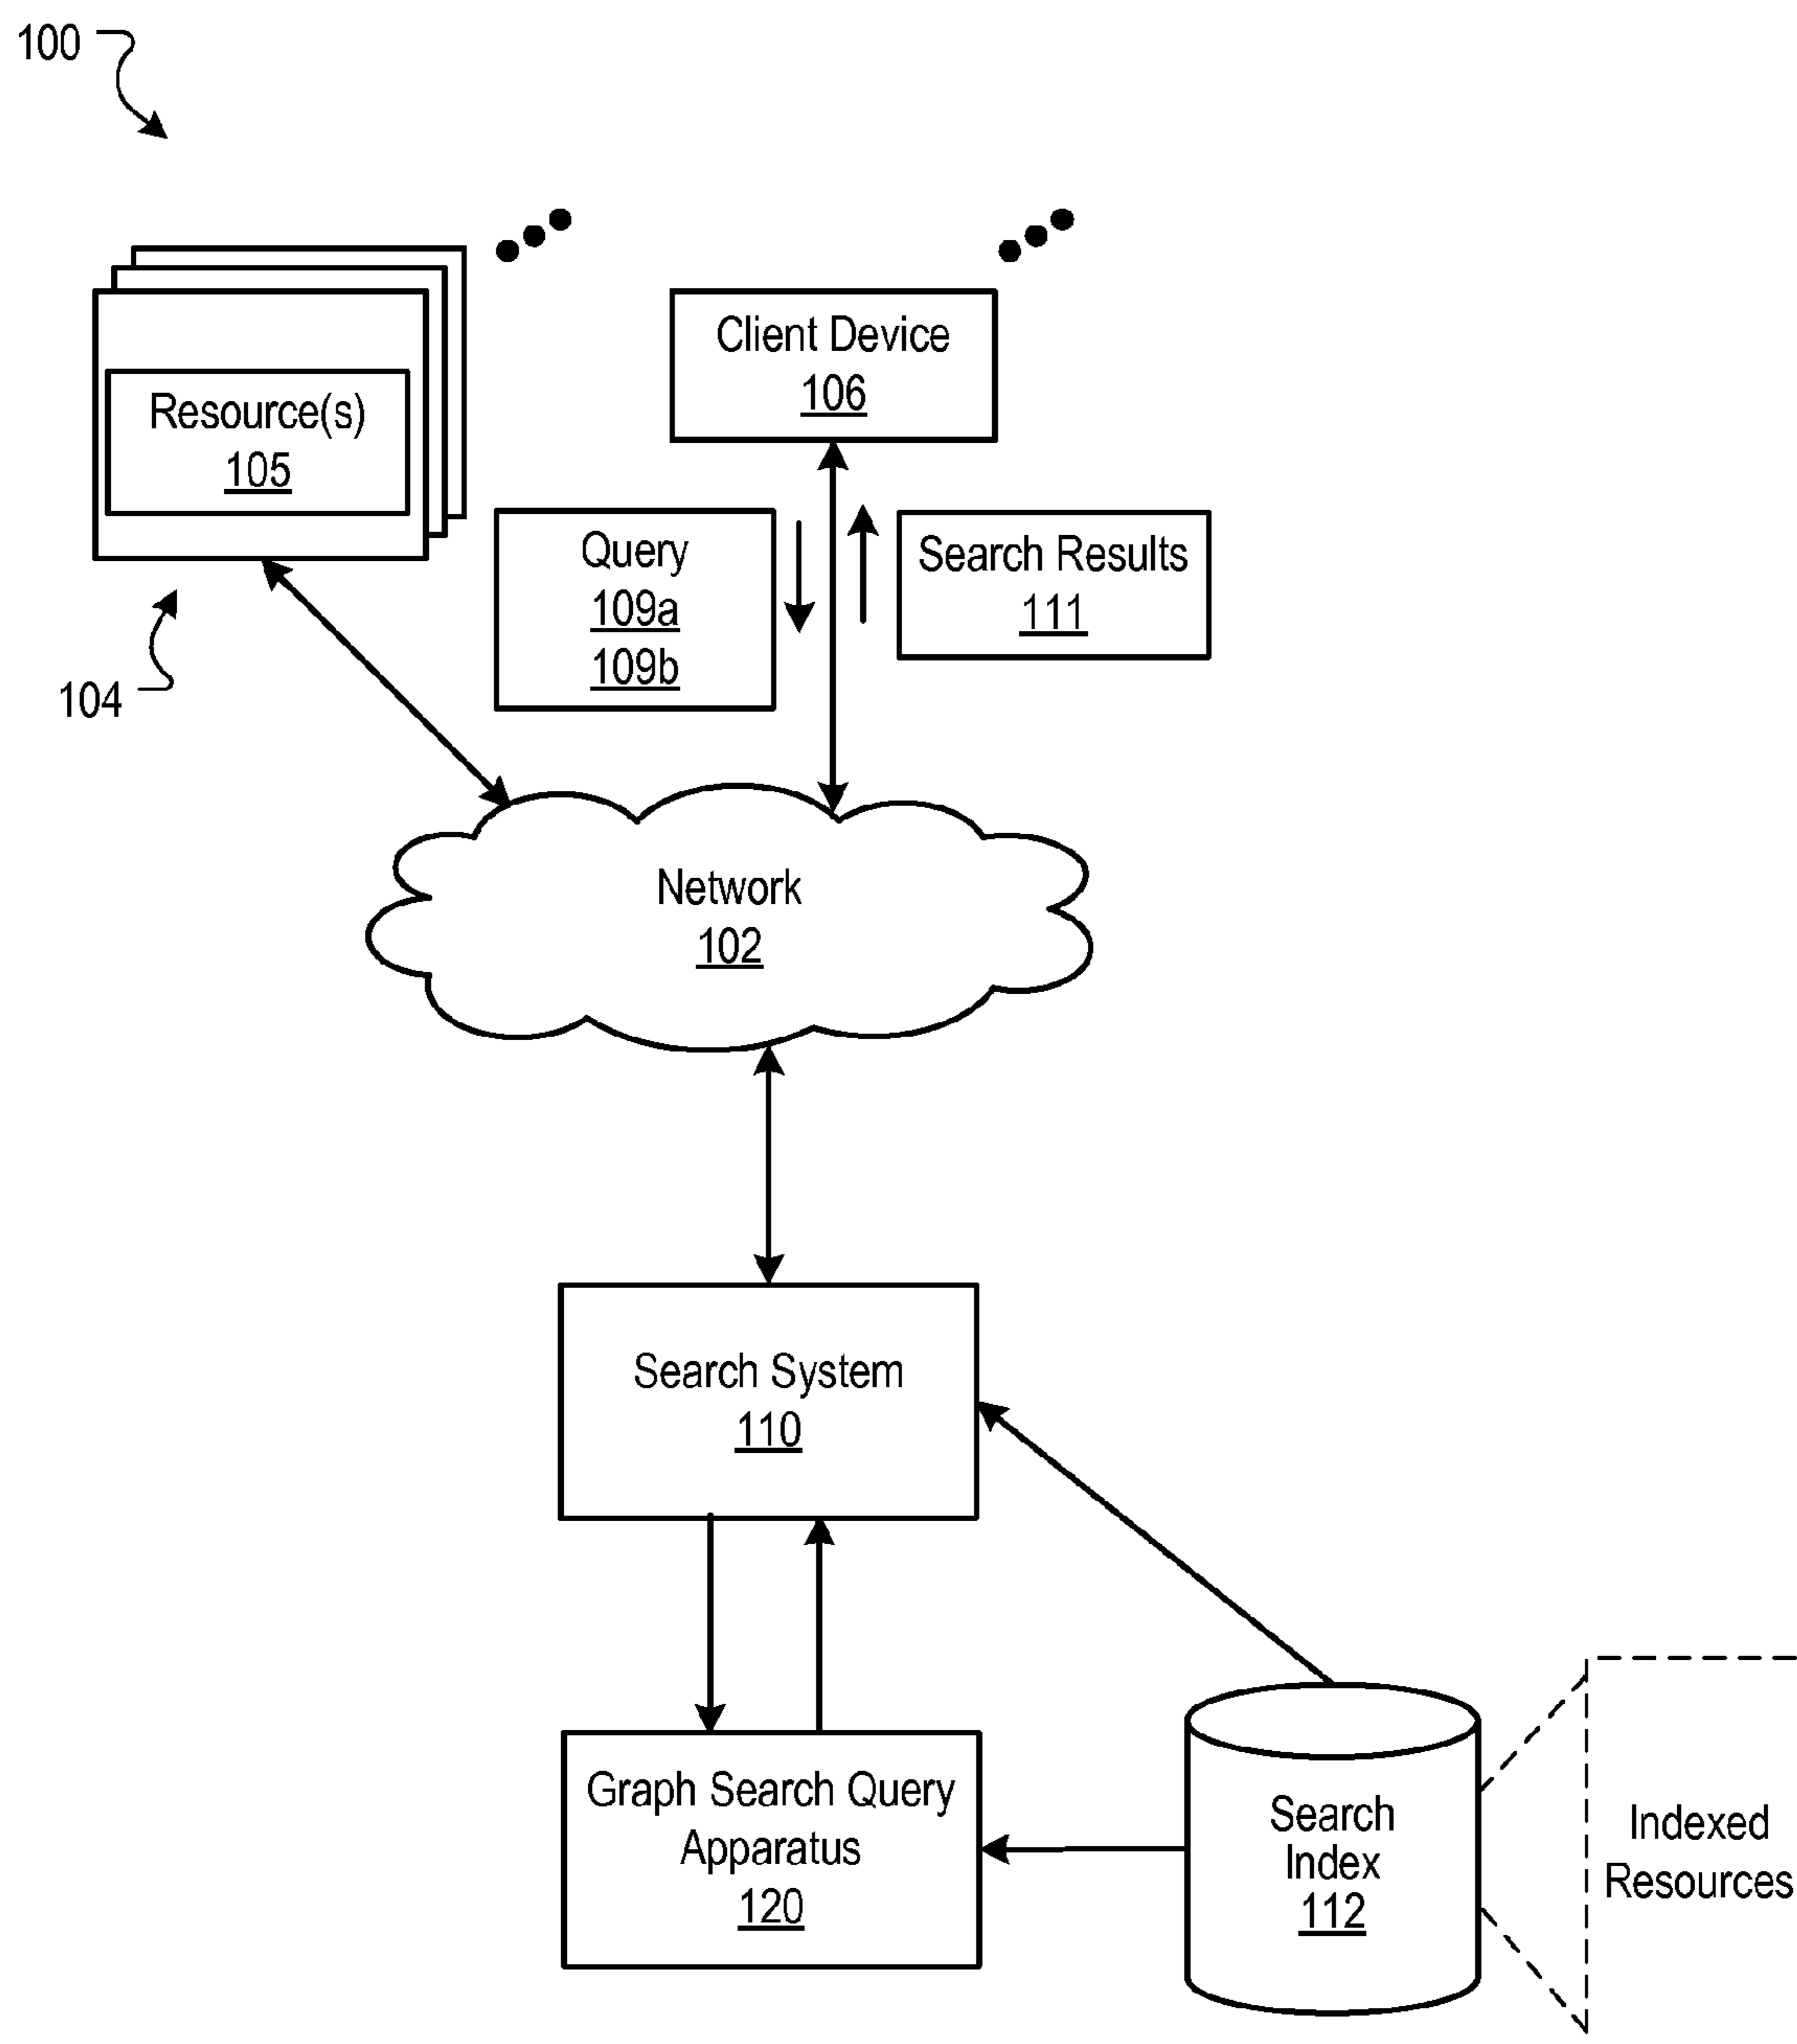 100
Client Device
106
Resource(s)
105
Query
109a
109b
Search Results
111
104
Network
102
Search System
110
Graph Search Query
Apparatus
120
Search
Index
112
Indexed
Resources